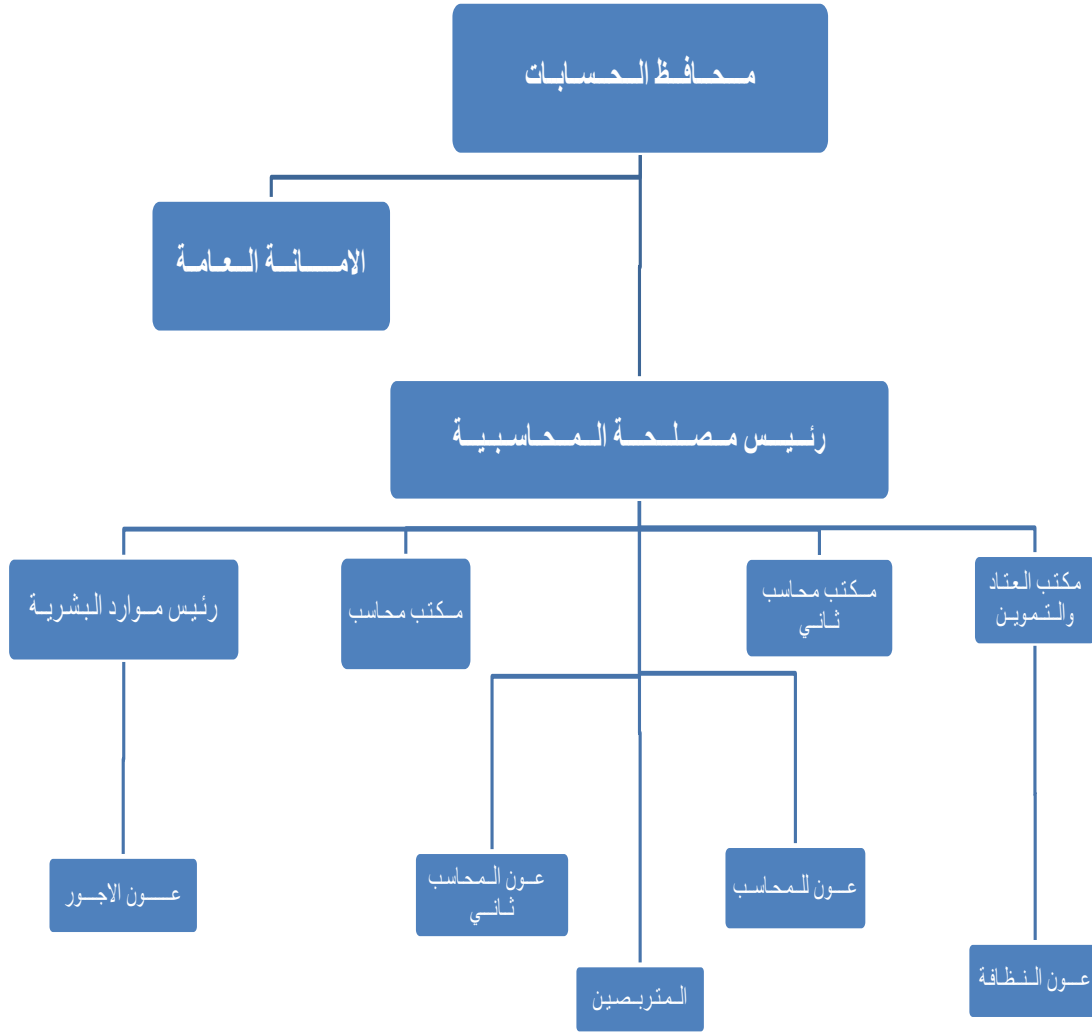 محافظ الحسابات
الامانة العامة
رئيس مصلحة المحاسبية
مكتب العتاد
والتموين
مكتب محاسب
ثاني
مكتب محاسب
رئيس موارد البشرية
عون للمحاسب
عون المحاسب
ثاني
عون الاجور
عون النظافة
المتربصين